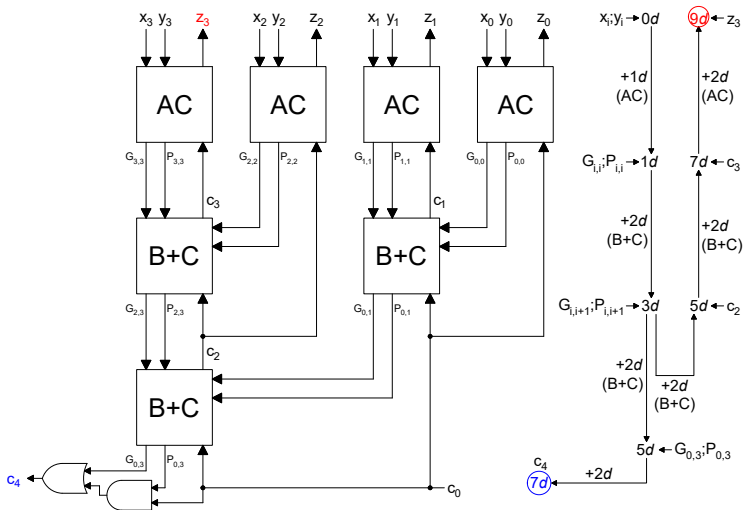 x3 y3 z3 x2 y2 z2 x1 y1 z1 x0 y0 z0
AC AC AC AC
G3,3 P3,3 G2,2 P2,2 G1,1 P1,1 G0,0 P0,0
c3 c1
B+C B+C
G2,3 P2,3 G0,1 P0,1
c2
B+C
G0,3 P0,3
c4
c0
xi;yi 0d 9d z3
+1d
(AC)
+2d
(AC)
Gi,i;Pi,i 1d 7d c3
+2d
(B+C)
+2d
(B+C)
Gi,i+1;Pi,i+1 3d 5d c2
+2d
(B+C)
+2d
(B+C)
5d G0,3;P0,3
c4
7d +2d